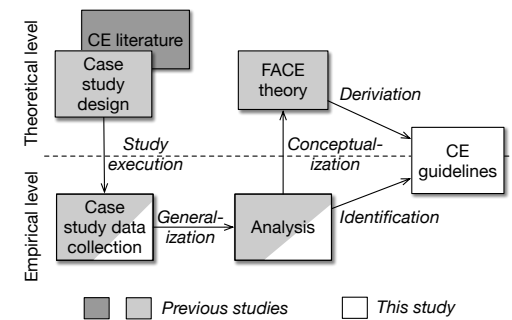 Theoretical level
CE literature
Case
study
design
FACE
theory
Deriviation
Study
execution
Conceptual-
ization
CE
guidelines
Empirical level
Case
study data
collection
General-
ization
Analysis
Identification
Previous studies
This study